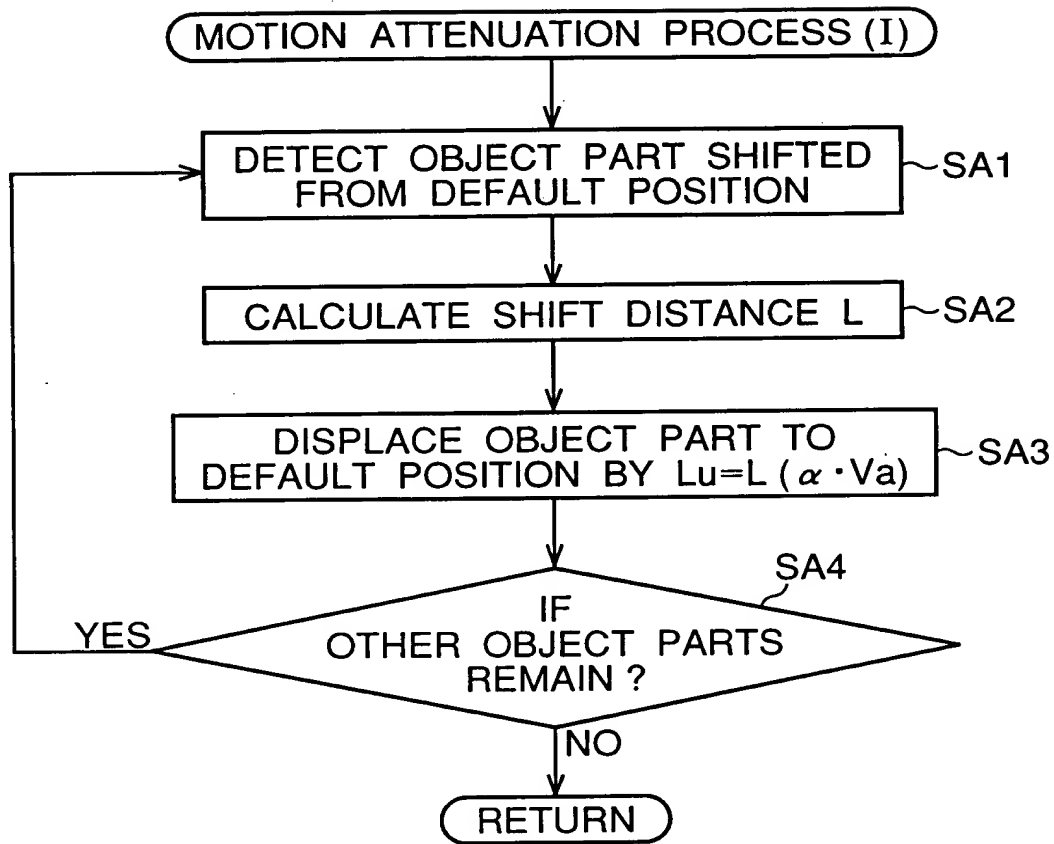 MOTION ATTENUATION PROCESS (I)
DETECT OBJECT PART SHIFTED
FROM DEFAULT POSITION
SA1
CALCULATE SHIFT DISTANCE L
SA2
DISPLACE OBJECT PART TO
DEFAULT POSITION BY Lu=L (α・Va)
SA3
SA4
IF
OTHER OBJECT PARTS
REMAIN ?
YES
NO
RETURN